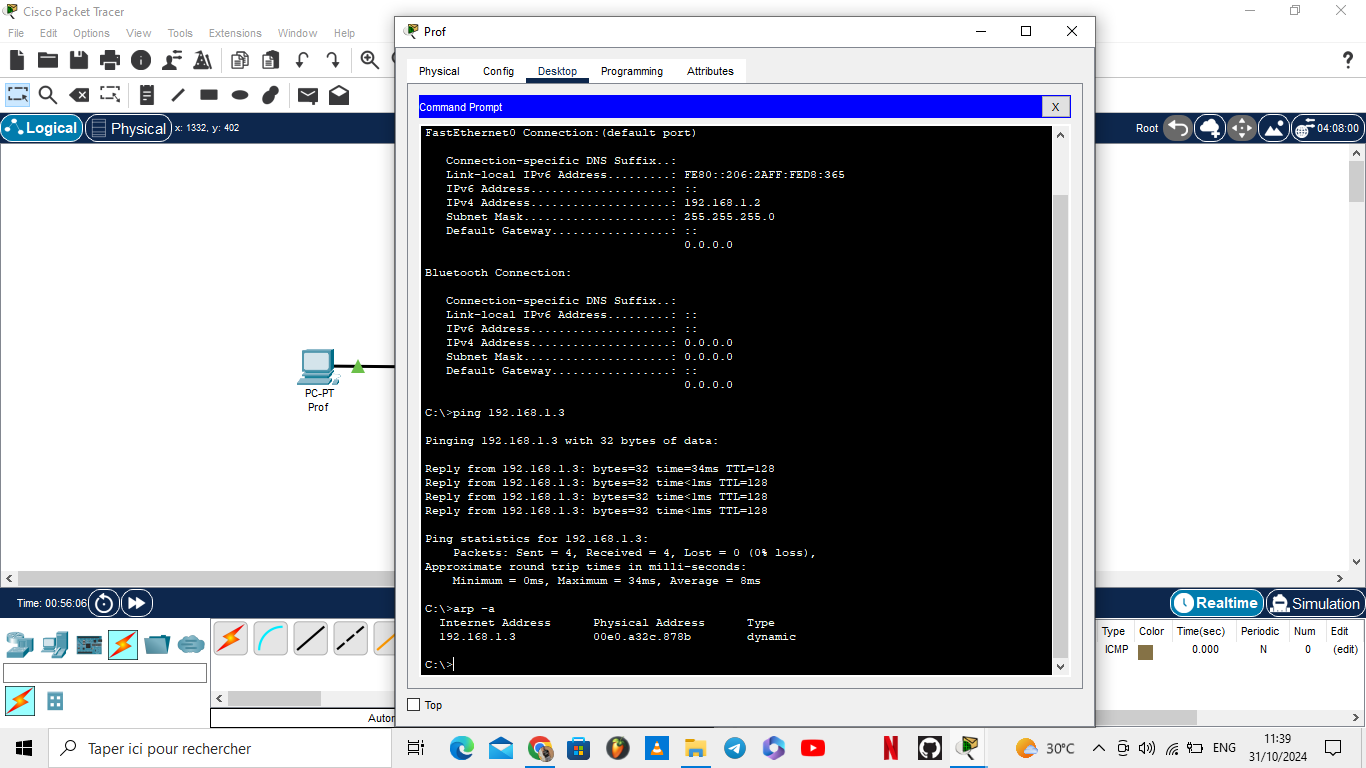 Cisco Packet Tracer
File Edit Options View Tools Extensions Window Help
Logical Physical x: 1332, y: 402
Root 04:08:00
PC-PT
Prof
Prof
Physical Config Desktop Programming Attributes
Command Prompt X
FastEthernet0 Connection:(default port)
Connection-specific DNS Suffix..:
Link-local IPv6 Address.........: FE80::206:2AFF:FED8:365
IPv6 Address....................: ::
IPv4 Address....................: 192.168.1.2
Subnet Mask.....................: 255.255.255.0
Default Gateway.................: ::
0.0.0.0
Bluetooth Connection:
Connection-specific DNS Suffix..:
Link-local IPv6 Address.........: ::
IPv6 Address....................: ::
IPv4 Address....................: 0.0.0.0
Subnet Mask.....................: 0.0.0.0
Default Gateway.................: ::
0.0.0.0
C:\>ping 192.168.1.3
Pinging 192.168.1.3 with 32 bytes of data:
Reply from 192.168.1.3: bytes=32 time=34ms TTL=128
Reply from 192.168.1.3: bytes=32 time<1ms TTL=128
Reply from 192.168.1.3: bytes=32 time<1ms TTL=128
Reply from 192.168.1.3: bytes=32 time<1ms TTL=128
Ping statistics for 192.168.1.3:
Packets: Sent = 4, Received = 4, Lost = 0 (0% loss),
Approximate round trip times in milli-seconds:
Minimum = 0ms, Maximum = 34ms, Average = 8ms
C:\>arp -a
Internet Address Physical Address Type
192.168.1.3 00e0.a32c.878b dynamic
C:\>
Top
Time: 00:56:06
Realtime Simulation
Type Color Time(sec) Periodic Num Edit
ICMP 0.000 N 0 (edit)
Autor
Taper ici pour rechercher
30°C ENG 11:39
31/10/2024